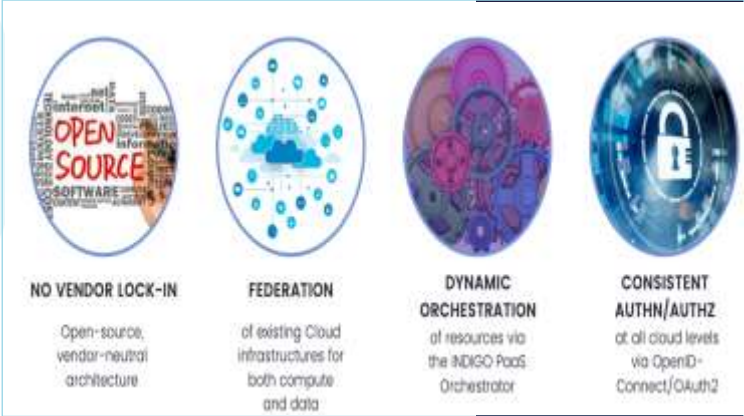 net
internet
OPEN
SOURCE
SOFTWARE
NO VENDOR LOCK-IN
Open-source,
vendor-neutral
architecture
FEDERATION
of existing Cloud
infrastructures for
both compute
and data
DYNAMIC
ORCHESTRATION
of resources via
the INDIGO PaaS
Orchestrator
CONSISTENT
AUTHN/AUTHZ
at all cloud levels
via OpenID-
Connect/OAuth2